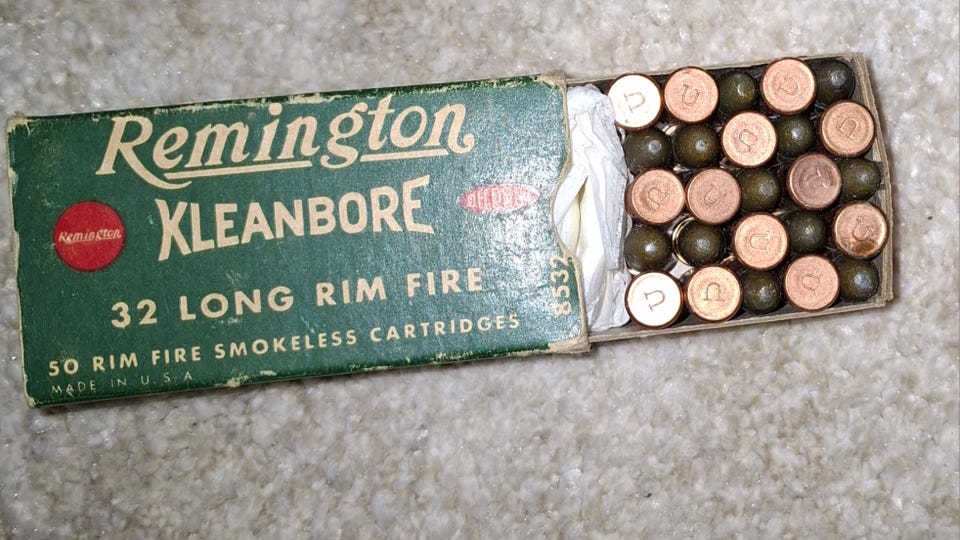 Remington
KLEANBORE
Remington
32 LONG RIM FIRE
8532
50 RIM FIRE SMOKELESS CARTRIDGES
MADE IN U.S.A
U
U
U
U
U
U
U
U
U
U
U
U
U
U